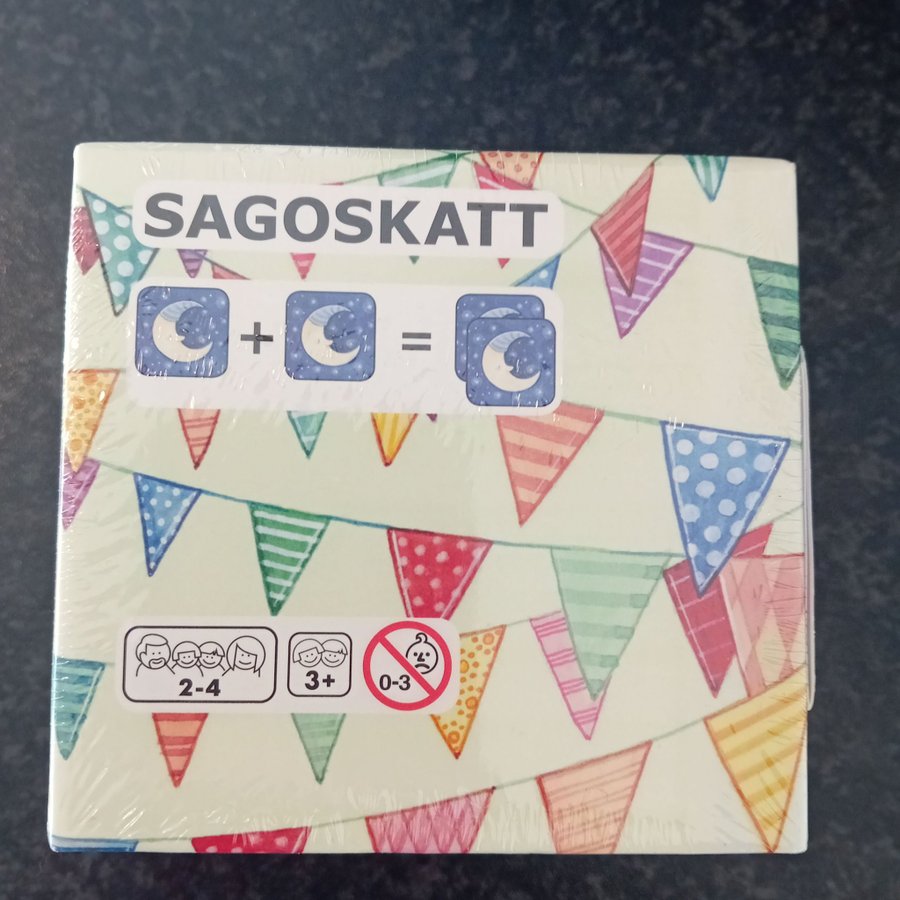 SAGOSKATT
+ =
2-4 3+ 0-3